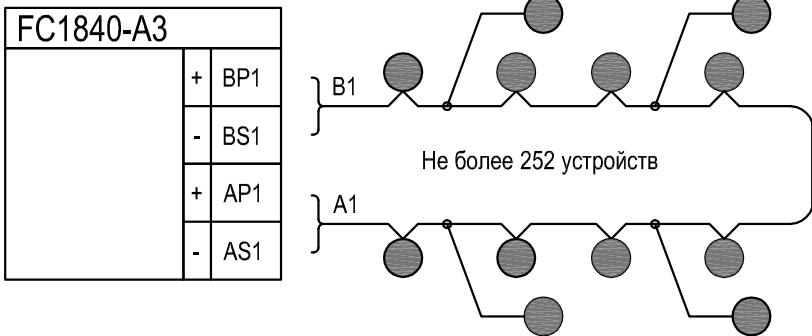 FC1840-A3
+ BP1
- BS1
+ AP1
- AS1
B1
Не более 252 устройств
A1